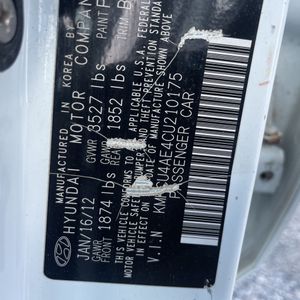 MANUFACTURED IN KOREA BY
HYUNDAI MOTOR COMPANY
JAN/16/12 GVWR 3527 lbs PAINT
GAWR FRONT 1874 lbs GAWR REAR 1852 lbs TRIM
THIS VEHICLE CONFORMS TO ALL APPLICABLE U.S.A. FEDERAL
MOTOR VEHICLE SAFETY, BUMPER, AND THEFT
STANDARDS IN EFFECT ON THE DATE OF MANUFACTURE SHOWN ABOVE
V.I.N
PASSENGER CAR